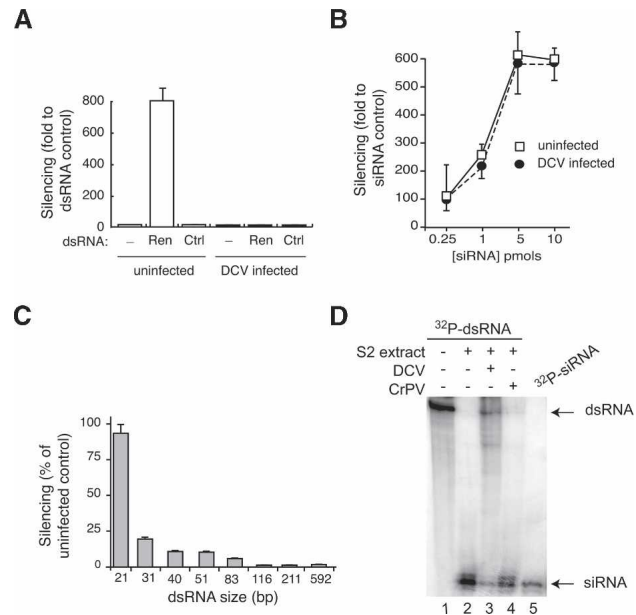 A
Silencing (fold to
dsRNA control)
800
600
400
200
0
dsRNA: – Ren Ctrl – Ren Ctrl
uninfected DCV infected
B
Silencing (fold to
siRNA control)
600
500
400
300
200
100
0
uninfected
DCV infected
0.25 1 5 10
[siRNA] pmols
C
Silencing (% of
uninfected control)
100
75
50
25
0
21 31 40 51 83 116 211 592
dsRNA size (bp)
D
32P-dsRNA
S2 extract - + + +
DCV - - + -
CrPV - - - +
32P-siRNA
dsRNA
siRNA
1 2 3 4 5